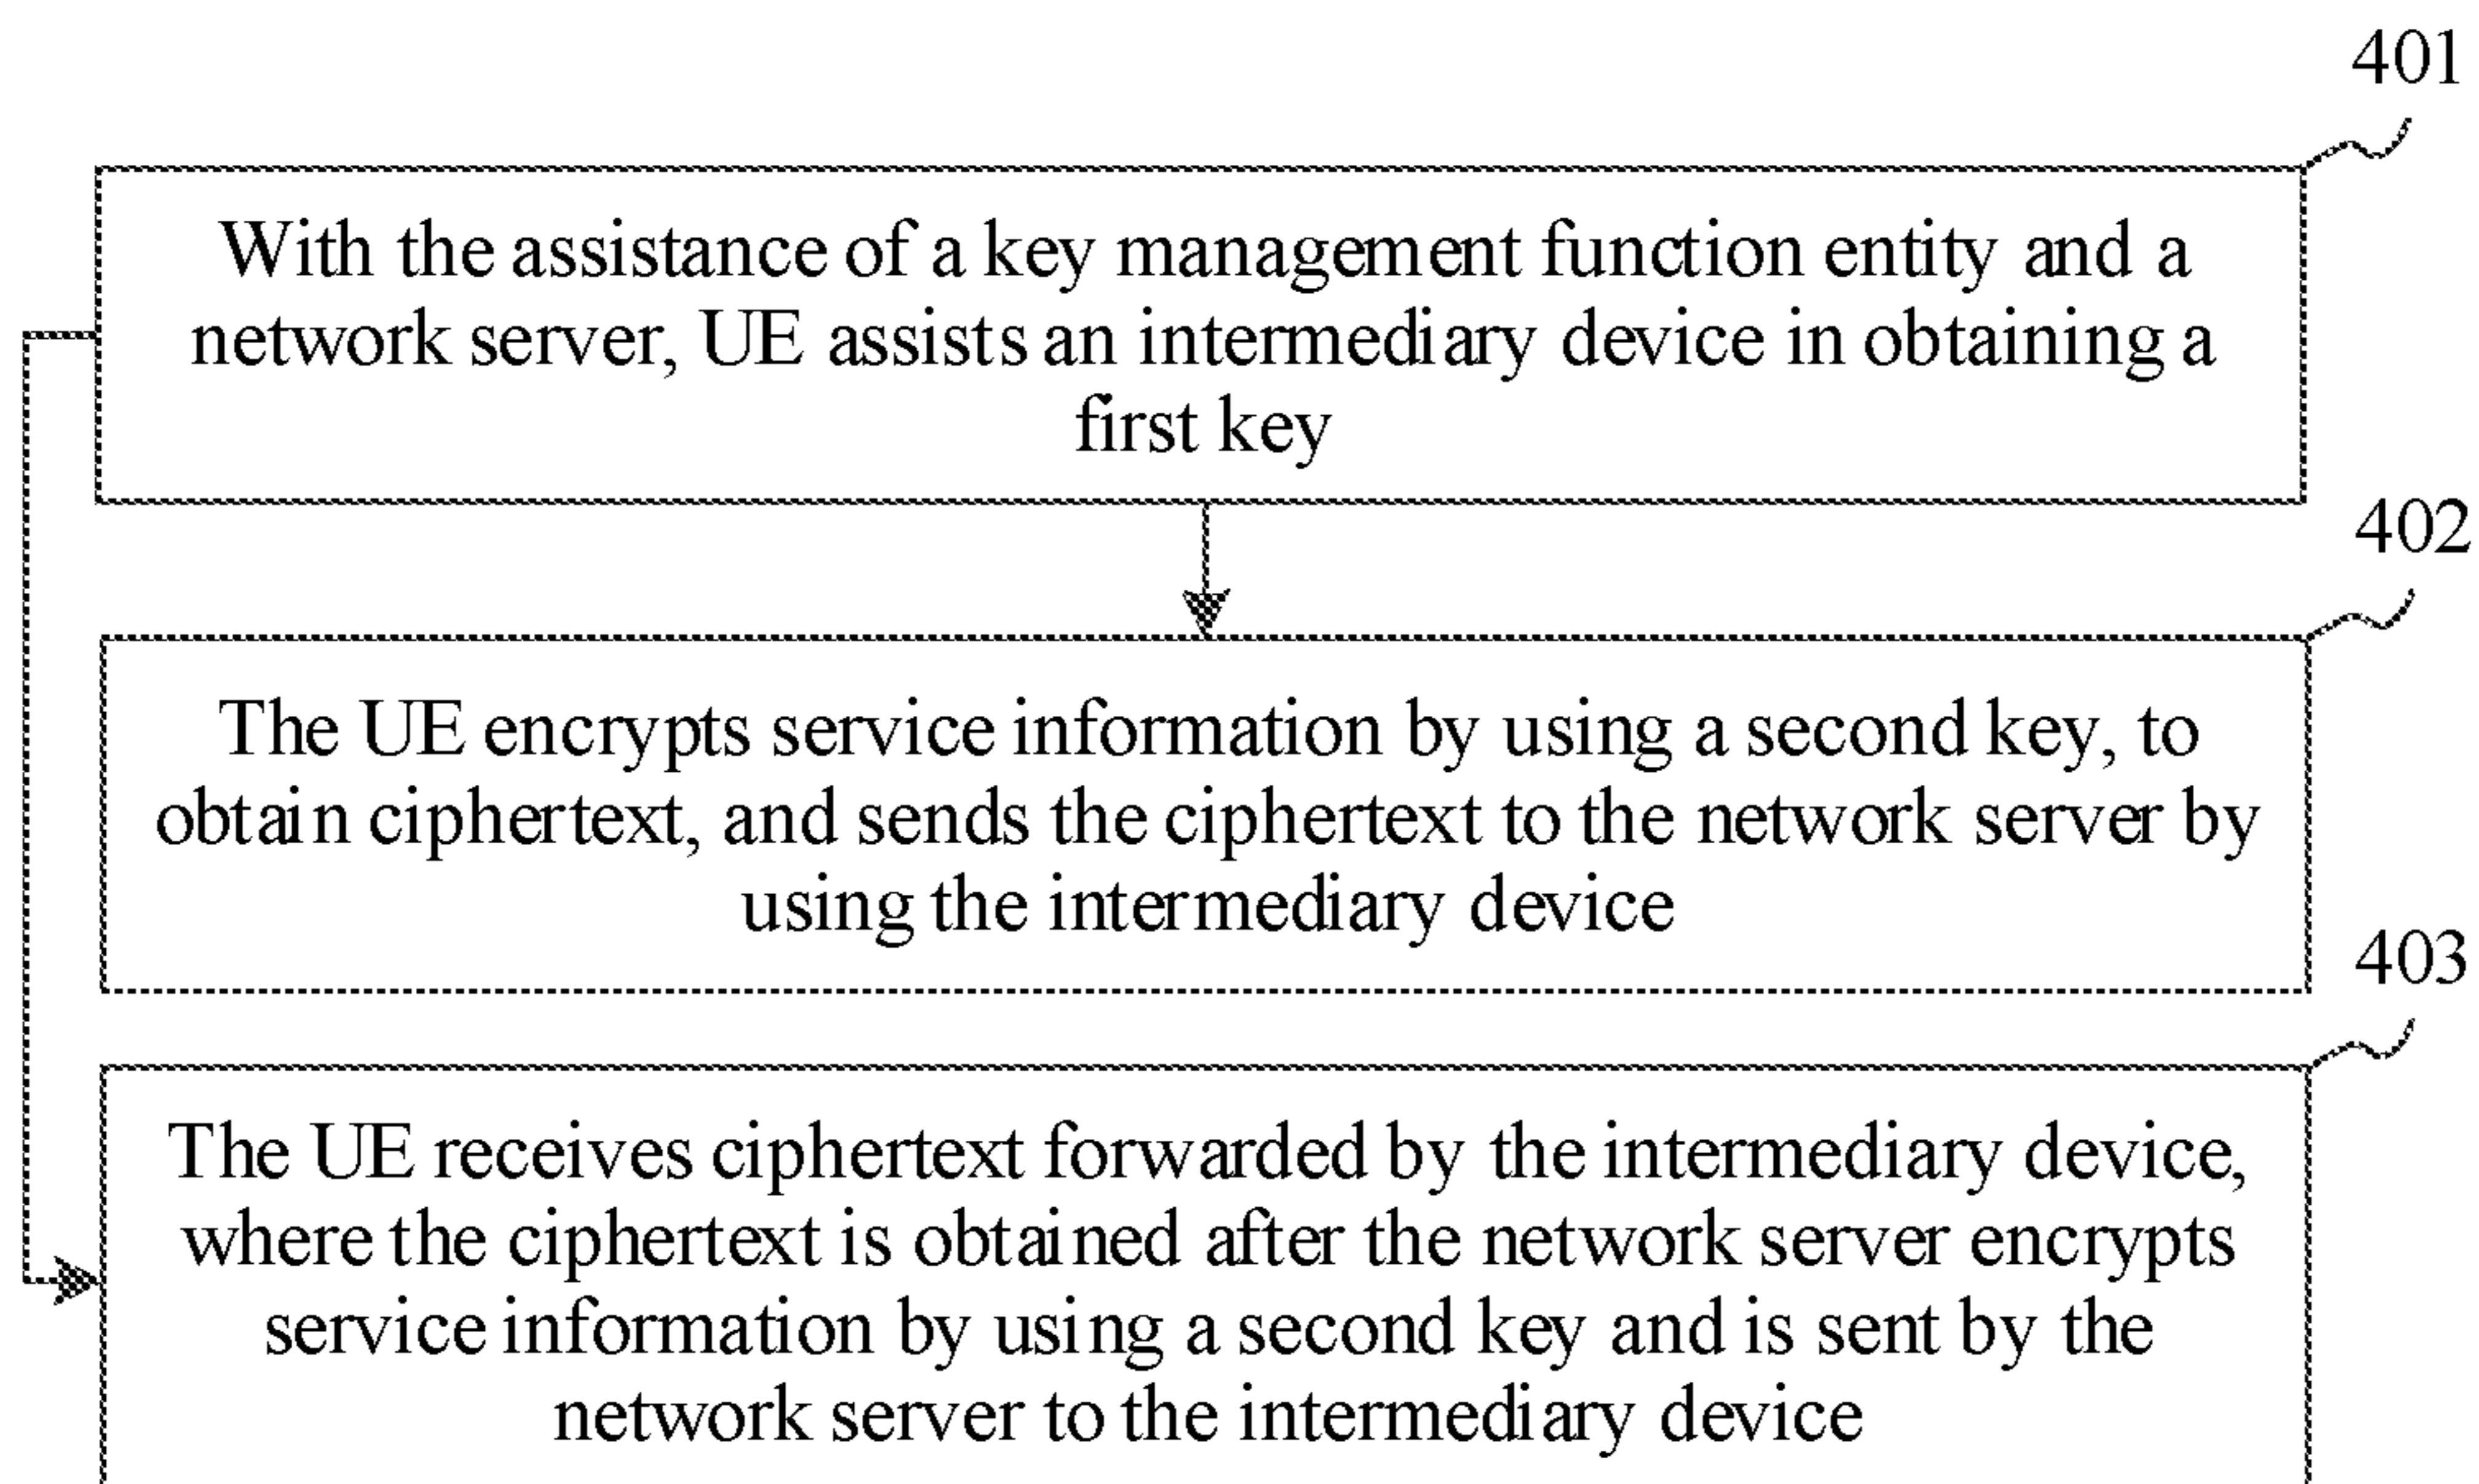 401
With the assistance of a key management function entity and a
network server, UE assists an intermediary device in obtaining a
first key
402
The UE encrypts service information by using a second key, to
obtain ciphertext, and sends the ciphertext to the network server by
using the intermediary device
403
The UE receives ciphertext forwarded by the intermediary device,
where the ciphertext is obtained after the network server encrypts
service information by using a second key and is sent by the
network server to the intermediary device